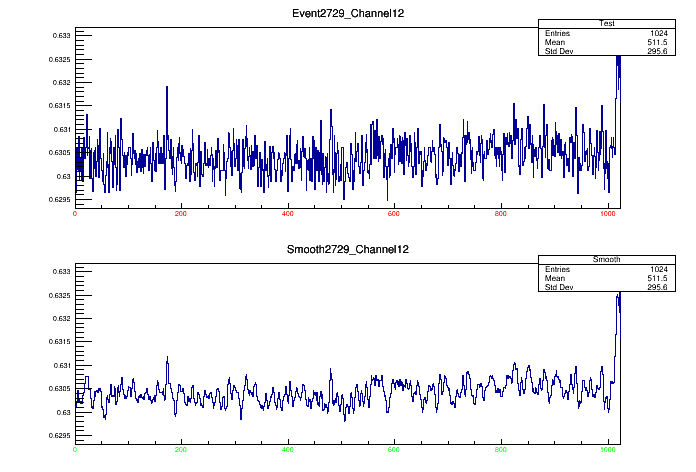 Event2729_Channel12
Test
Entries 1024
Mean 511.5
Std Dev 295.6
0.633
0.6325
0.632
0.6315
0.631
0.6305
0.63
0.6295
0 200 400 600 800 1000
Smooth2729_Channel12
Smooth
Entries 1024
Mean 511.5
Std Dev 295.6
0.633
0.6325
0.632
0.6315
0.631
0.6305
0.63
0.6295
0 200 400 600 800 1000